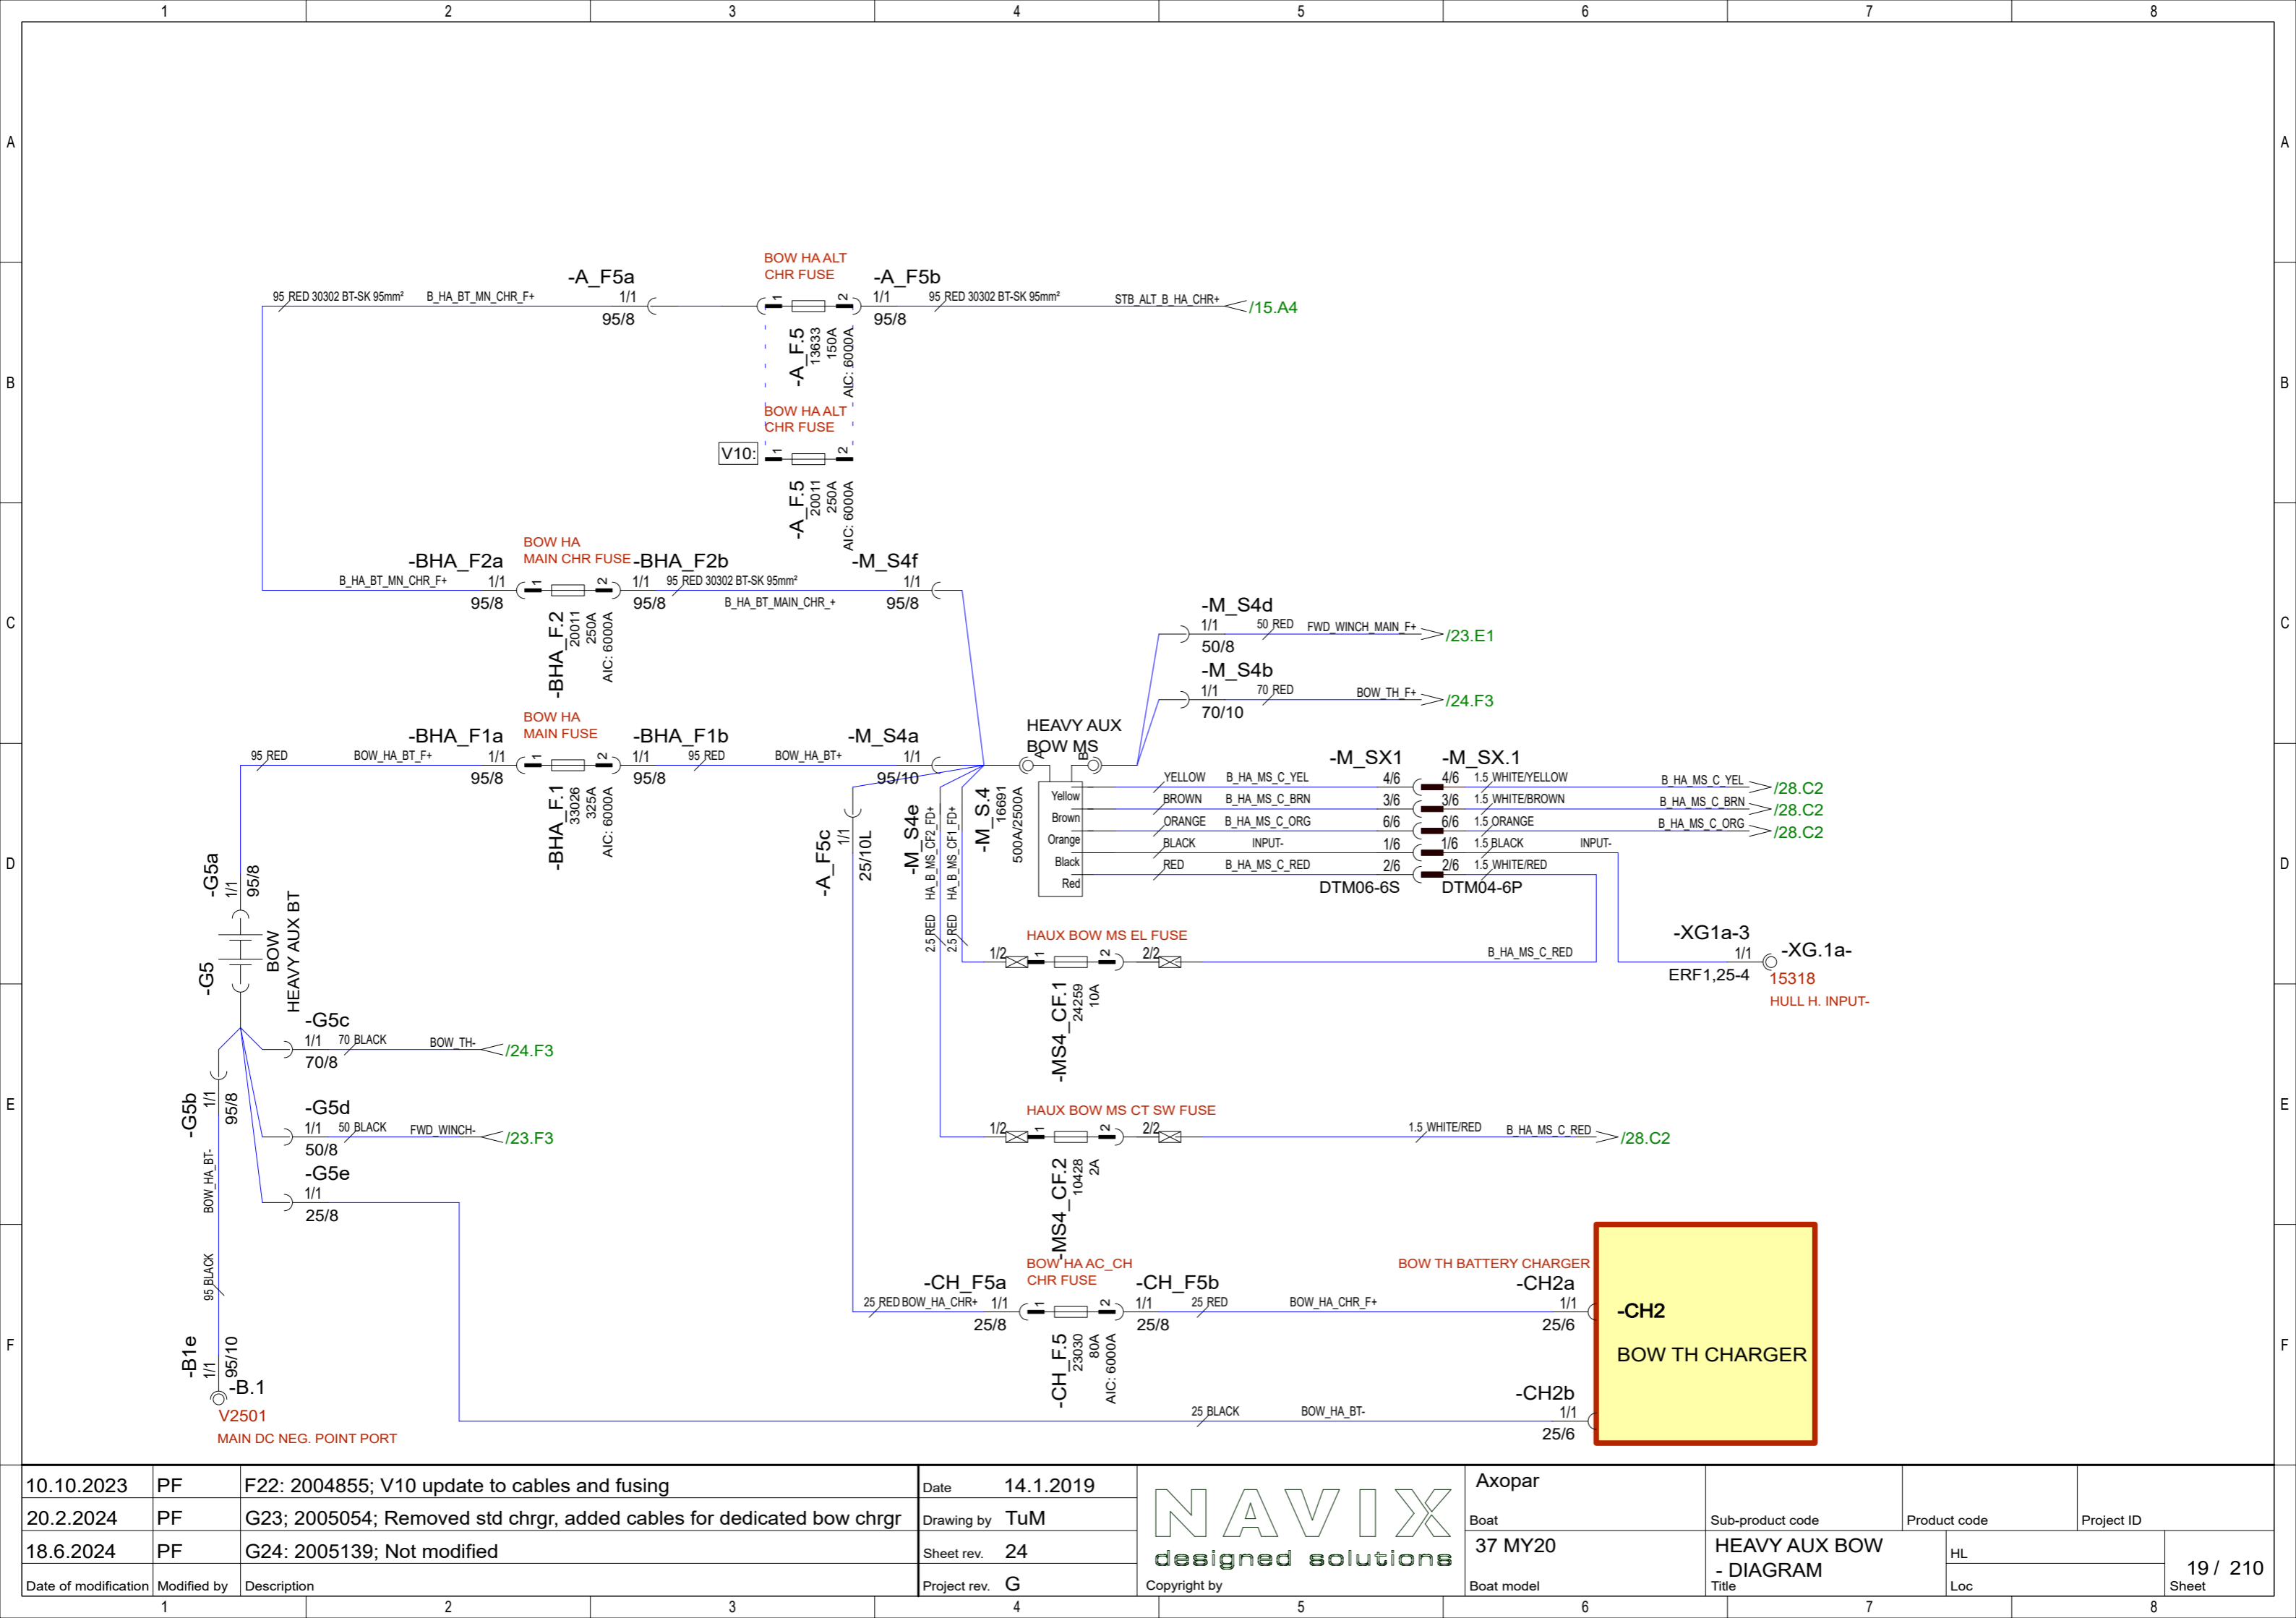 1 2 3 4 5 6 7 8
A A
B B
C C
D D
E E
F F
BOW HA ALT
CHR FUSE
-A_F5a
-A_F5b
95 RED 30302 BT-SK 95mm² B_HA_BT_MN_CHR_F+ 1/1
95/8
1 2
1/1 95 RED 30302 BT-SK 95mm² STB_ALT_B_HA_CHR+ /15.A4
95/8
-A_F.5
13633
150A
AIC: 6000A
BOW HA ALT
CHR FUSE
V10: 1 2
-A_F.5
20011
250A
AIC: 6000A
BOW HA
MAIN CHR FUSE
-BHA_F2a
-BHA_F2b
-M_S4f
B_HA_BT_MN_CHR_F+ 1/1
95/8
1 2
1/1 95 RED 30302 BT-SK 95mm² 1/1
95/8 B_HA_BT_MAIN_CHR_+ 95/8
-BHA_F.2
20011
250A
AIC: 6000A
-M_S4d
1/1 50 RED FWD_WINCH_MAIN_F+ /23.E1
50/8
-M_S4b
1/1 70 RED BOW_TH_F+ /24.F3
70/10
BOW HA
MAIN FUSE
-BHA_F1a
-BHA_F1b
-M_S4a
95 RED BOW_HA_BT_F+ 1/1
95/8
1 2
1/1 95 RED BOW_HA_BT+ 1/1
95/8 95/10
-BHA_F.1
33026
325A
AIC: 6000A
HEAVY AUX
BOW MS
A B
-M_S.4
16691
500A/2500A
Yellow
Brown
Orange
Black
Red
-M_SX1
-M_SX.1
YELLOW B_HA_MS_C_YEL 4/6 4/6 1.5 WHITE/YELLOW B_HA_MS_C_YEL /28.C2
BROWN B_HA_MS_C_BRN 3/6 3/6 1.5 WHITE/BROWN B_HA_MS_C_BRN /28.C2
ORANGE B_HA_MS_C_ORG 6/6 6/6 1.5 ORANGE B_HA_MS_C_ORG /28.C2
BLACK INPUT- 1/6 1/6 1.5 BLACK INPUT-
RED B_HA_MS_C_RED 2/6 2/6 1.5 WHITE/RED
DTM06-6S DTM04-6P
-A_F5c
1/1
25/10L
-M_S4e
2.5 RED HA_B_MS_CF2_FD+
2.5 RED HA_B_MS_CF1_FD+
-G5a
1/1
95/8
-G5
BOW
HEAVY AUX BT
HAUX BOW MS EL FUSE
1/2 1 2 2/2 B_HA_MS_C_RED
-MS4_CF.1
24259
10A
-XG1a-3
1/1 -XG.1a-
ERF1,25-4 15318
HULL H. INPUT-
-G5c
1/1 70 BLACK BOW_TH- /24.F3
70/8
-G5b
1/1
95/8
-G5d
1/1 50 BLACK FWD_WINCH- /23.F3
50/8
-G5e
1/1
25/8
BOW_HA_BT-
95 BLACK
HAUX BOW MS CT SW FUSE
1/2 1 2 2/2 1.5 WHITE/RED B_HA_MS_C_RED /28.C2
-MS4_CF.2
10428
2A
BOW HA AC_CH
CHR FUSE
-CH_F5a
-CH_F5b
25 RED BOW_HA_CHR+ 1/1
25/8
1 2
1/1 25 RED BOW_HA_CHR_F+ 1/1
25/8 25/6
-CH_F.5
23030
80A
AIC: 6000A
BOW TH BATTERY CHARGER
-CH2a
-CH2
BOW TH CHARGER
-CH2b
25 BLACK BOW_HA_BT- 1/1
25/6
-B1e
1/1
95/10
-B.1
V2501
MAIN DC NEG. POINT PORT
10.10.2023 PF F22: 2004855; V10 update to cables and fusing
20.2.2024 PF G23; 2005054; Removed std chrgr, added cables for dedicated bow chrgr
18.6.2024 PF G24: 2005139; Not modified
Date of modification Modified by Description
Date 14.1.2019
Drawing by TuM
Sheet rev. 24
Project rev. G
NAVIX
designed solutions
Copyright by
Axopar
Boat
37 MY20
Boat model
Sub-product code Product code Project ID
HEAVY AUX BOW
- DIAGRAM
Title
HL
Loc
19 / 210
Sheet
1 2 3 4 5 6 7 8